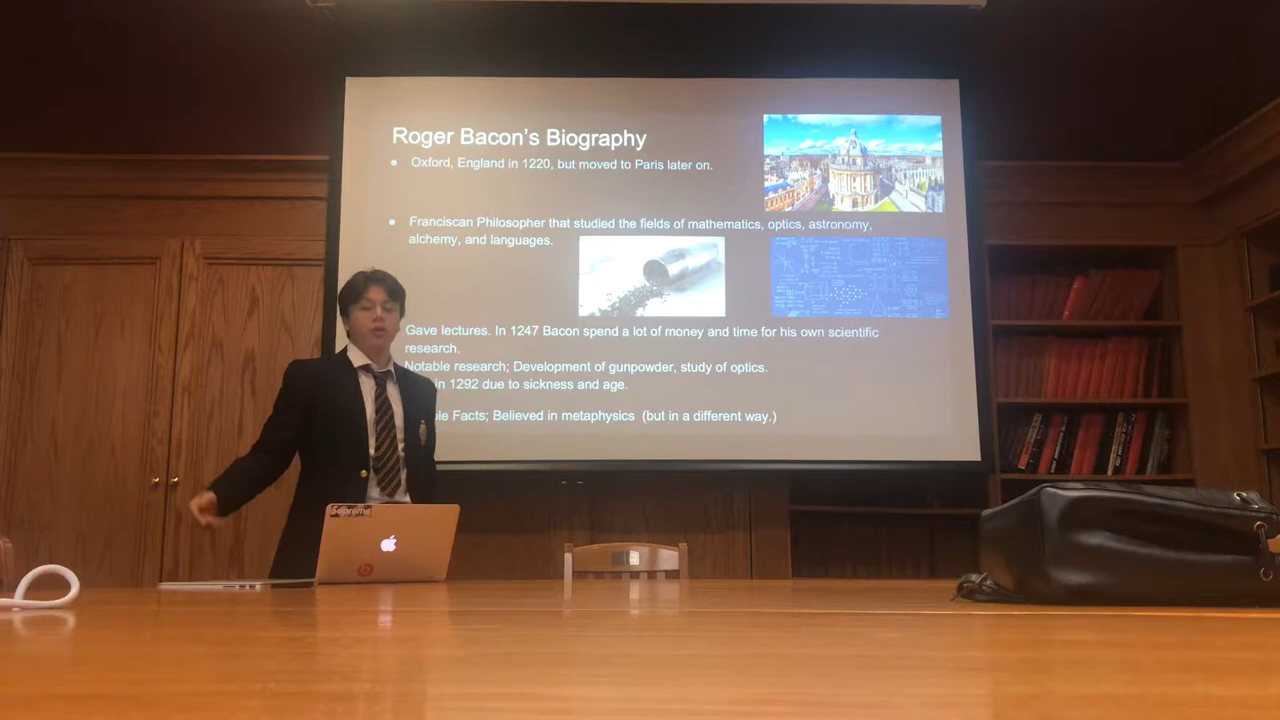 Roger Bacon's Biography
Oxford, England in 1220, but moved to Paris later on.
Franciscan Philosopher that studied the fields of mathematics, optics, astronomy,
alchemy, and languages.
Gave lectures. In 1247 Bacon spend a lot of money and time for his own scientific
research.
Notable research; Development of gunpowder, study of optics.
in 1292 due to sickness and age.
Facts; Believed in metaphysics (but in a different way.)
Supreme